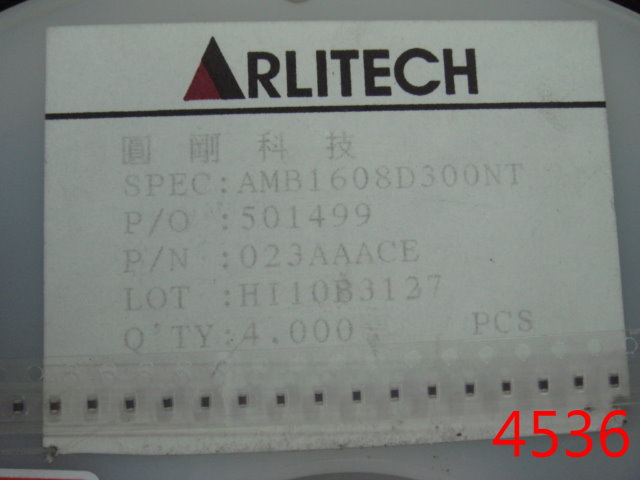 ARLITECH
圓剛科技
SPEC:AMB1608D300NT
P/O :501499
P/N :023AAACE
LOT :HI10B3127
Q'TY:4,000 PCS
4536